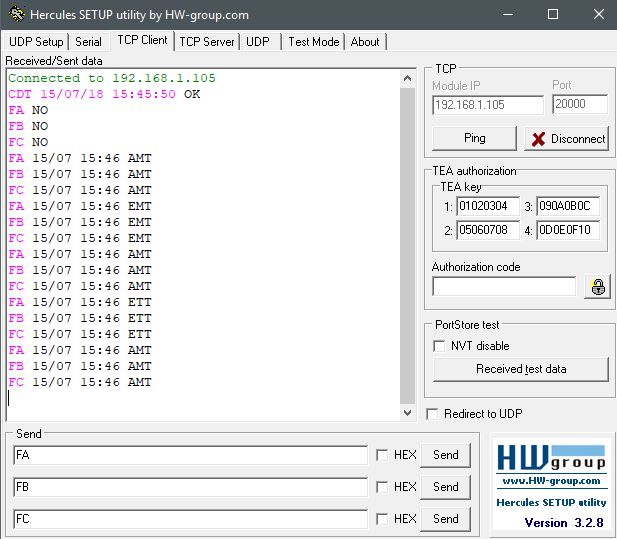 Hercules SETUP utility by HW-group.com
UDP Setup Serial TCP Client TCP Server UDP Test Mode About
Received/Sent data
Connected to 192.168.1.105
CDT 15/07/18 15:45:50 OK
FA NO
FB NO
FC NO
FA 15/07 15:46 AMT
FB 15/07 15:46 AMT
FC 15/07 15:46 AMT
FA 15/07 15:46 EMT
FB 15/07 15:46 EMT
FC 15/07 15:46 EMT
FA 15/07 15:46 AMT
FB 15/07 15:46 AMT
FC 15/07 15:46 AMT
FA 15/07 15:46 ETT
FB 15/07 15:46 ETT
FC 15/07 15:46 ETT
FA 15/07 15:46 AMT
FB 15/07 15:46 AMT
FC 15/07 15:46 AMT
TCP
Module IP Port
192.168.1.105 20000
Ping Disconnect
TEA authorization
TEA key
1: 01020304 3: 090A0B0C
2: 05060708 4: 0D0E0F10
Authorization code
PortStore test
NVT disable
Received test data
Redirect to UDP
Send
FA HEX Send
FB HEX Send
FC HEX Send
HW group
www.HW-group.com
Hercules SETUP utility
Version 3.2.8